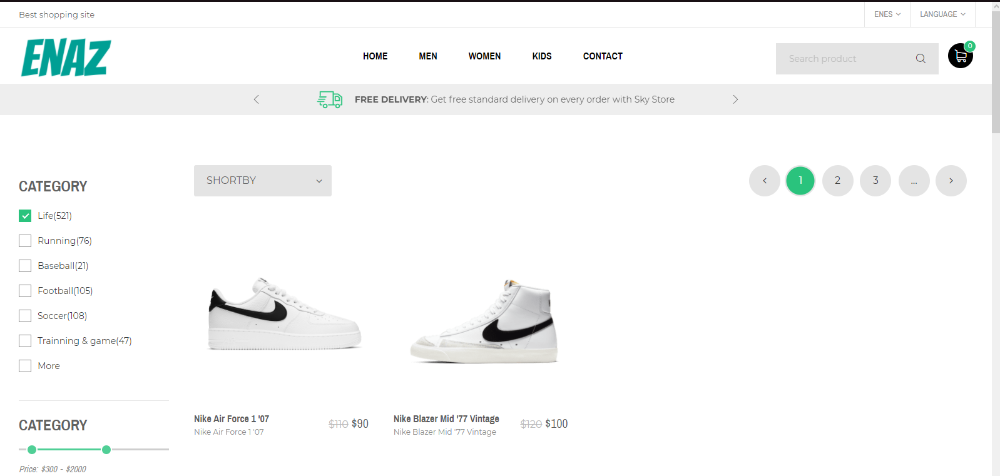 Best shopping site
ENES
LANGUAGE
ENAZ
HOME
MEN
WOMEN
KIDS
CONTACT
Search product
0
FREE DELIVERY: Get free standard delivery on every order with Sky Store
CATEGORY
Life(521)
Running(76)
Baseball(21)
Football(105)
Soccer(108)
Trainning & game(47)
More
CATEGORY
Price: $300 - $2000
SHORTBY
1
2
3
...
Nike Air Force 1 '07
Nike Air Force 1 '07
$110 $90
Nike Blazer Mid '77 Vintage
Nike Blazer Mid '77 Vintage
$120 $100